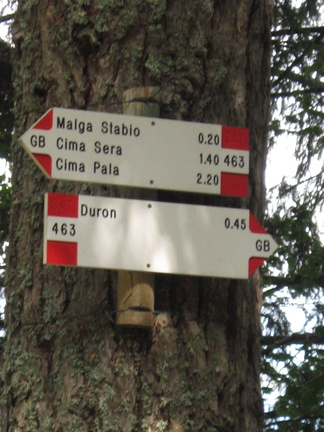 Malga Stabio 0.20
GB Cima Sera 1.40 463
Cima Pala 2.20
Duron 0.45
463 GB